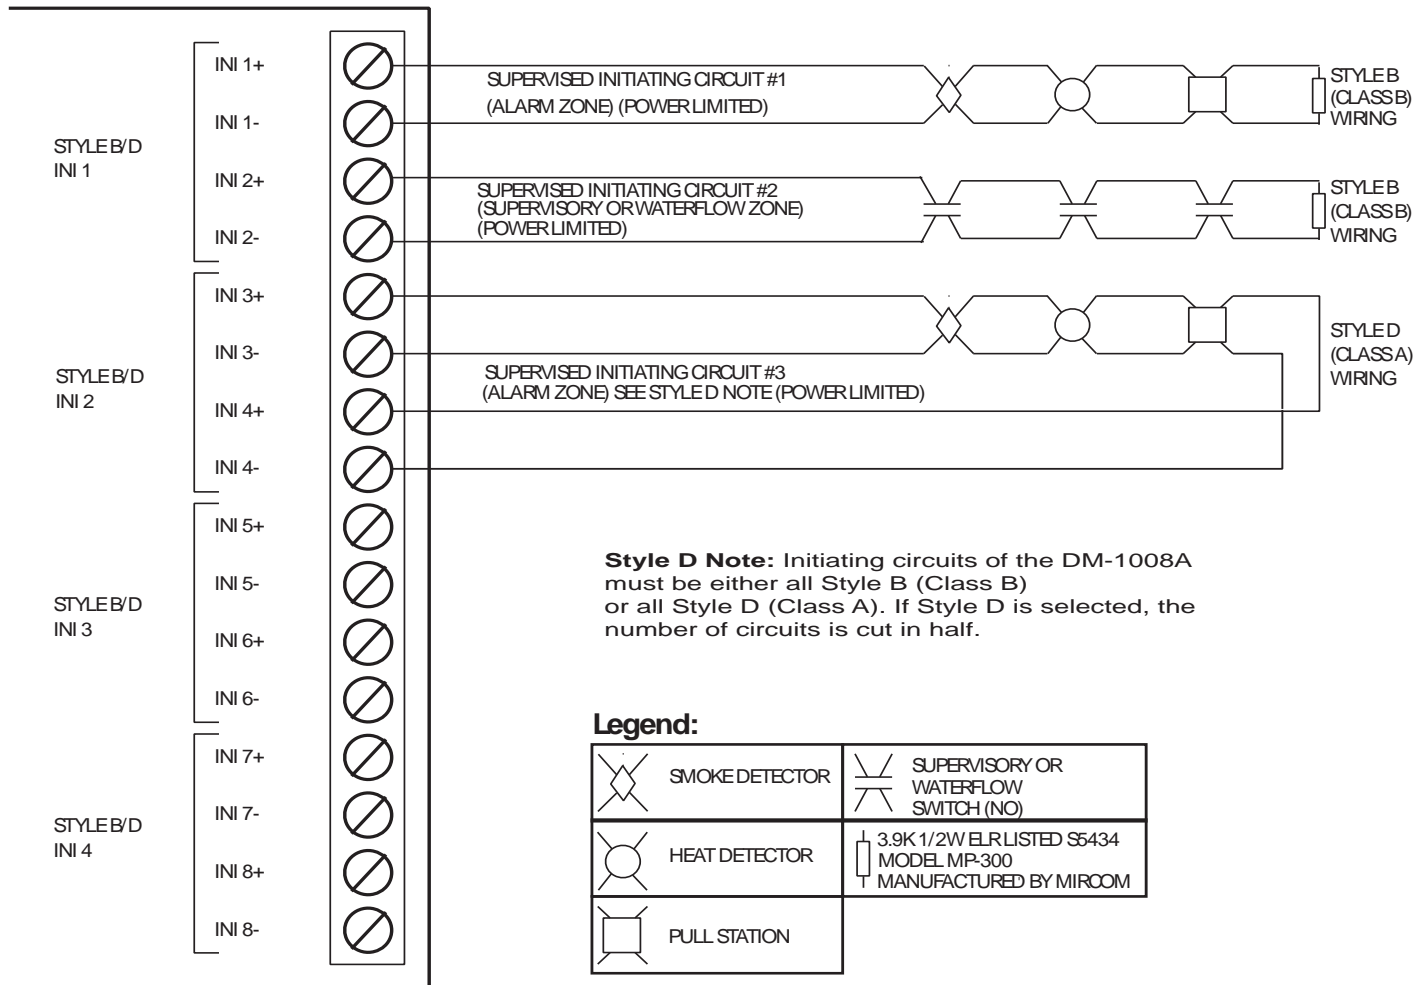 STYLE B/D
INI 1
INI 1+
INI 1-
INI 2+
INI 2-
SUPERVISED INITIATING CIRCUIT #1
(ALARM ZONE) (POWER LIMITED)
STYLE B
(CLASS B)
WIRING
SUPERVISED INITIATING CIRCUIT #2
(SUPERVISORY OR WATERFLOW ZONE)
(POWER LIMITED)
STYLE B
(CLASS B)
WIRING
STYLE B/D
INI 2
INI 3+
INI 3-
INI 4+
INI 4-
SUPERVISED INITIATING CIRCUIT #3
(ALARM ZONE) SEE STYLE D NOTE (POWER LIMITED)
STYLE D
(CLASS A)
WIRING
STYLE B/D
INI 3
INI 5+
INI 5-
INI 6+
INI 6-
STYLE B/D
INI 4
INI 7+
INI 7-
INI 8+
INI 8-
Style D Note: Initiating circuits of the DM-1008A
must be either all Style B (Class B)
or all Style D (Class A). If Style D is selected, the
number of circuits is cut in half.
Legend:
SMOKE DETECTOR
SUPERVISORY OR
WATERFLOW
SWITCH (NO)
HEAT DETECTOR
3.9K 1/2W ELR LISTED S5434
MODEL MP-300
MANUFACTURED BY MIRCOM
PULL STATION